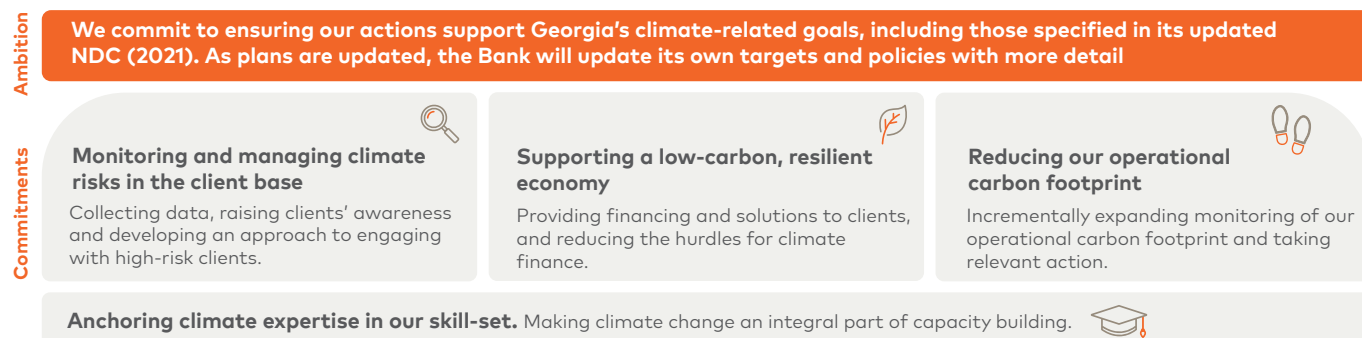 Ambition
We commit to ensuring our actions support Georgia's climate-related goals, including those specified in its updated
NDC (2021). As plans are updated, the Bank will update its own targets and policies with more detail
Commitments
Monitoring and managing climate
risks in the client base
Collecting data, raising clients' awareness
and developing an approach to engaging
with high-risk clients.
Supporting a low-carbon, resilient
economy
Providing financing and solutions to clients,
and reducing the hurdles for climate
finance.
Reducing our operational
carbon footprint
Incrementally expanding monitoring of our
operational carbon footprint and taking
relevant action.
Anchoring climate expertise in our skill-set. Making climate change an integral part of capacity building.